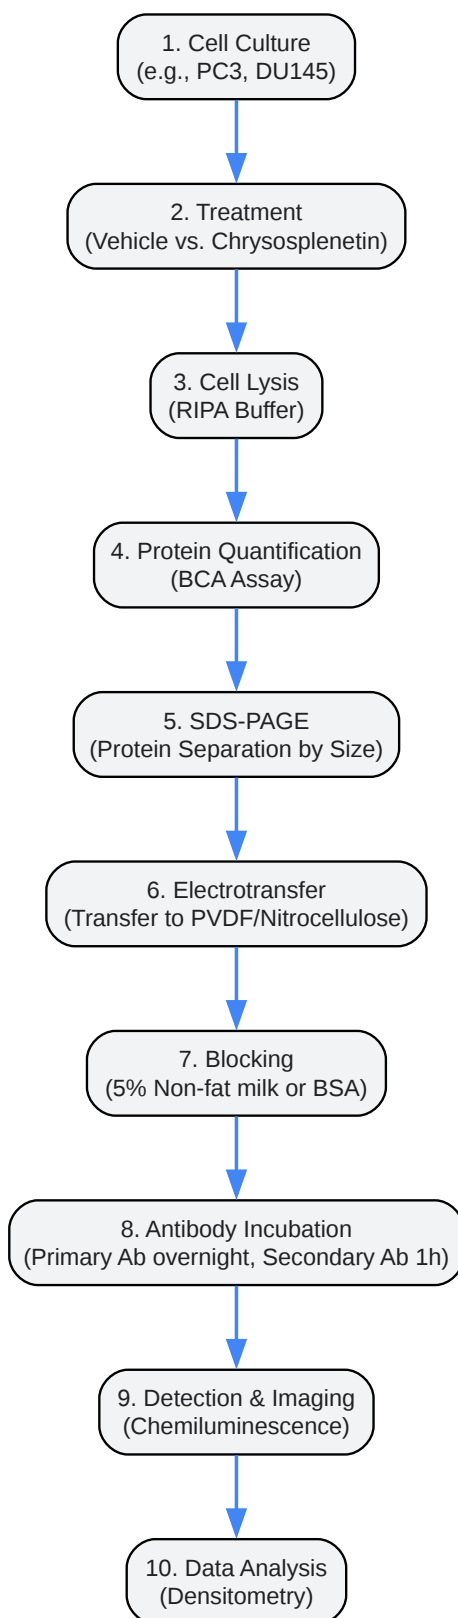 1. Cell Culture
(e.g., PC3, DU145)
2. Treatment
(Vehicle vs. Chrysosplenetin)
3. Cell Lysis
(RIPA Buffer)
4. Protein Quantification
(BCA Assay)
5. SDS-PAGE
(Protein Separation by Size)
6. Electrotransfer
(Transfer to PVDF/Nitrocellulose)
7. Blocking
(5% Non-fat milk or BSA)
8. Antibody Incubation
(Primary Ab overnight, Secondary Ab 1h)
9. Detection & Imaging
(Chemiluminescence)
10. Data Analysis
(Densitometry)